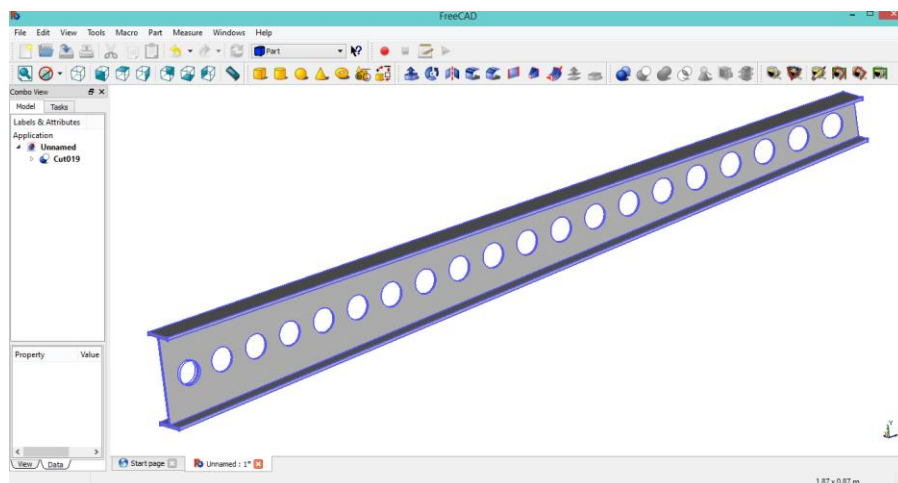 FreeCAD
File Edit View Tools Macro Part Measure Windows Help
Part
Combo View
Model Tasks
Labels & Attributes
Application
Unnamed
Cut019
Property Value
View Data
Start page Unnamed : 1*
1.87 x 0.87 m
Y